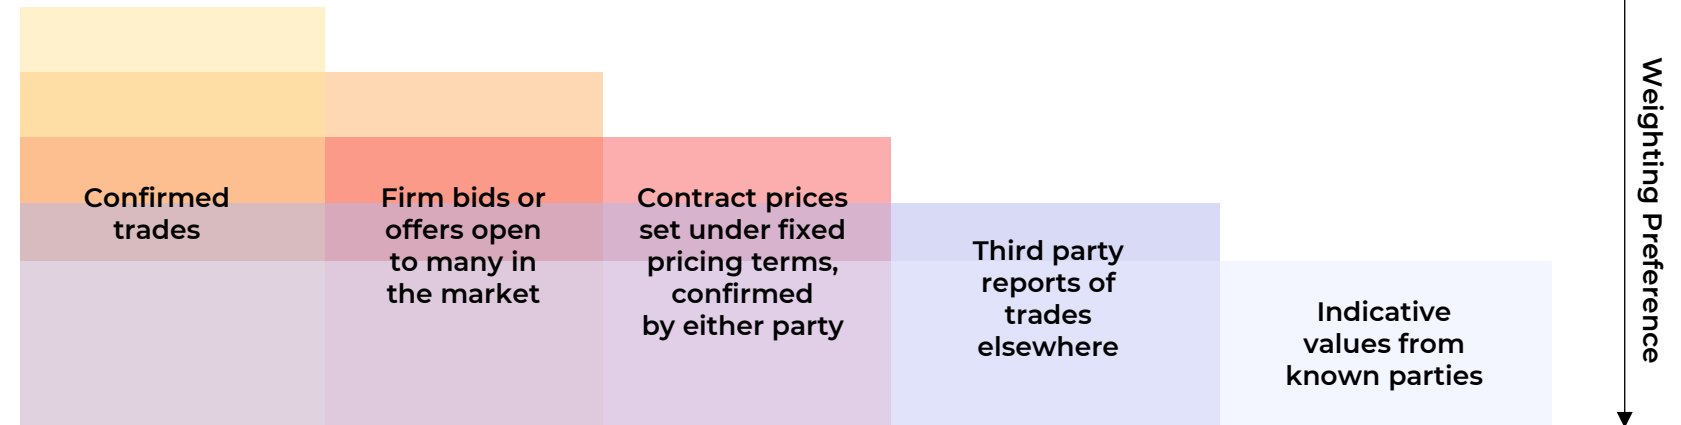 Confirmed
trades
Firm bids or
offers open
to many in
the market
Contract prices
set under fixed
pricing terms,
confirmed
by either party
Third party
reports of
trades
elsewhere
Indicative
values from
known parties
Weighting Preference